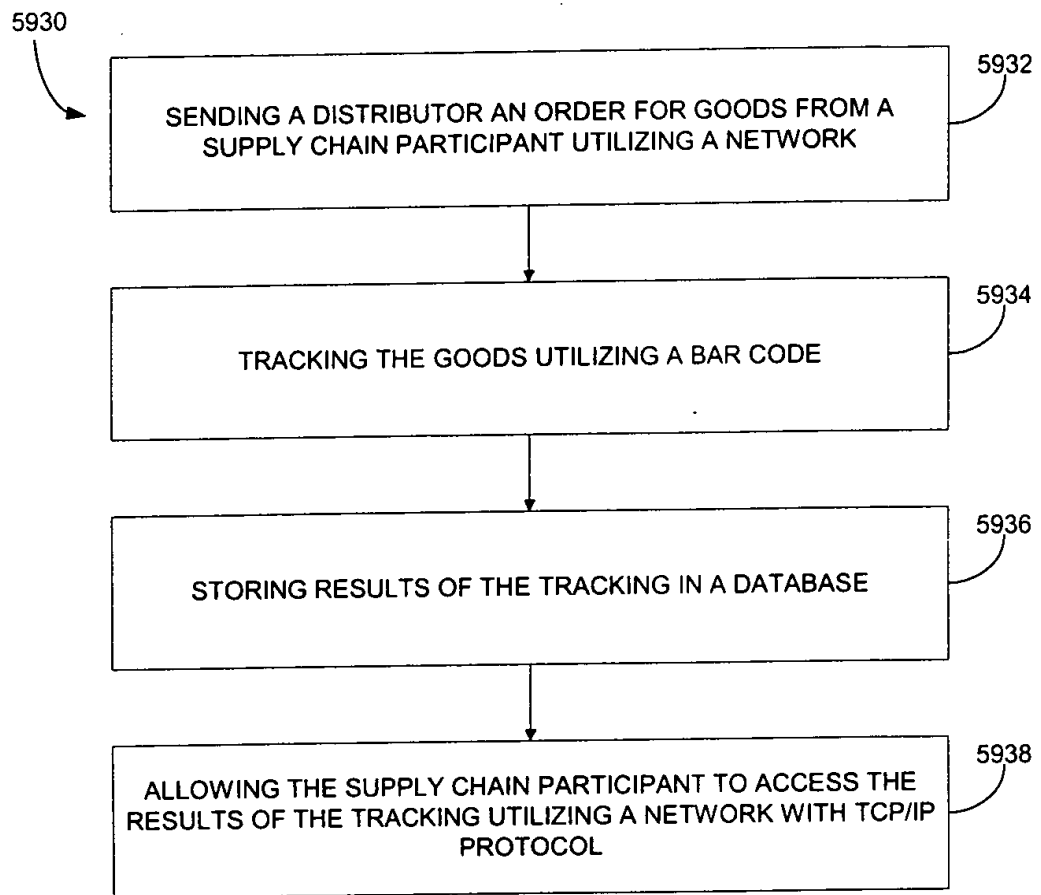 5930
5932
SENDING A DISTRIBUTOR AN ORDER FOR GOODS FROM A
SUPPLY CHAIN PARTICIPANT UTILIZING A NETWORK
5934
TRACKING THE GOODS UTILIZING A BAR CODE
5936
STORING RESULTS OF THE TRACKING IN A DATABASE
5938
ALLOWING THE SUPPLY CHAIN PARTICIPANT TO ACCESS THE
RESULTS OF THE TRACKING UTILIZING A NETWORK WITH TCP/IP
PROTOCOL